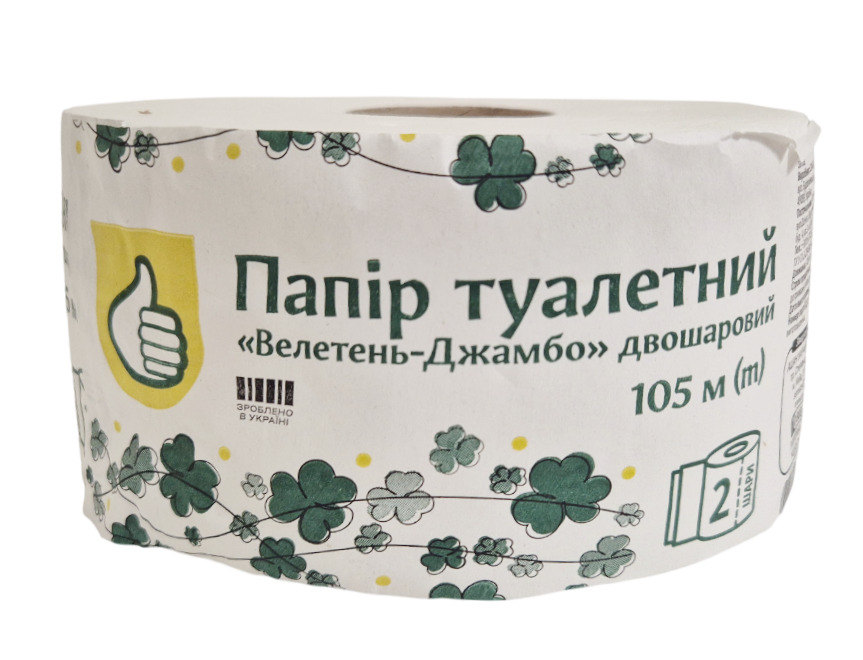 Папір туалетний
«Велетень-Джамбо» двошаровий
105 м (m)
ЗРОБЛЕНО
В УКРАЇНІ
2
ШАРИ